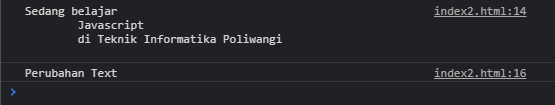 Sedang belajar index2.html:14
Javascript
di Teknik Informatika Poliwangi
Perubahan Text index2.html:16
>